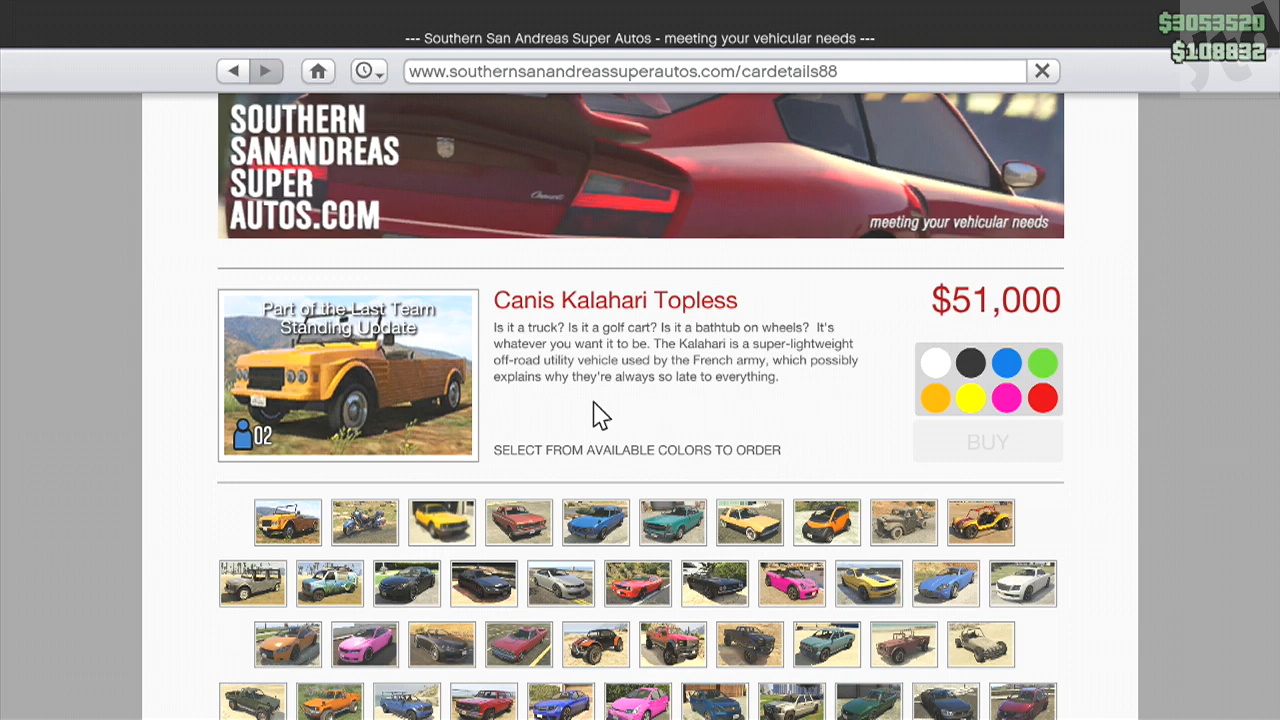 $3053520
--- Southern San Andreas Super Autos - meeting your vehicular needs ---
$108832
www.southernsanandreassuperautos.com/cardetails88
SOUTHERN
SANANDREAS
SUPER
AUTOS.COM
meeting your vehicular needs
Part of the Last Team
Standing Update
02
Canis Kalahari Topless
$51,000
Is it a truck? Is it a golf cart? Is it a bathtub on wheels?  It's
whatever you want it to be. The Kalahari is a super-lightweight
off-road utility vehicle used by the French army, which possibly
explains why they're always so late to everything.
SELECT FROM AVAILABLE COLORS TO ORDER
BUY